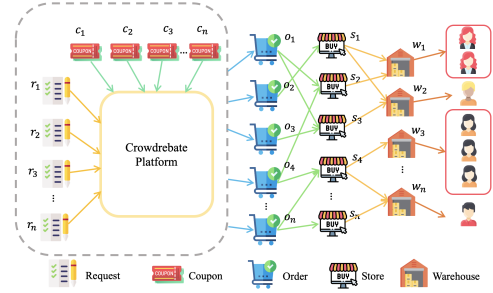 c1 c2 c3 ... cn
COUPON COUPON COUPON COUPON
r1
r2
r3
...
rn
Crowdrebate
Platform
o1
o2
o3
o4
...
on
s1
s2
s3
s4
...
sn
BUY
BUY
BUY
BUY
BUY
w1
w2
w3
...
wn
Request
COUPON
Coupon
Order
BUY
Store
Warehouse